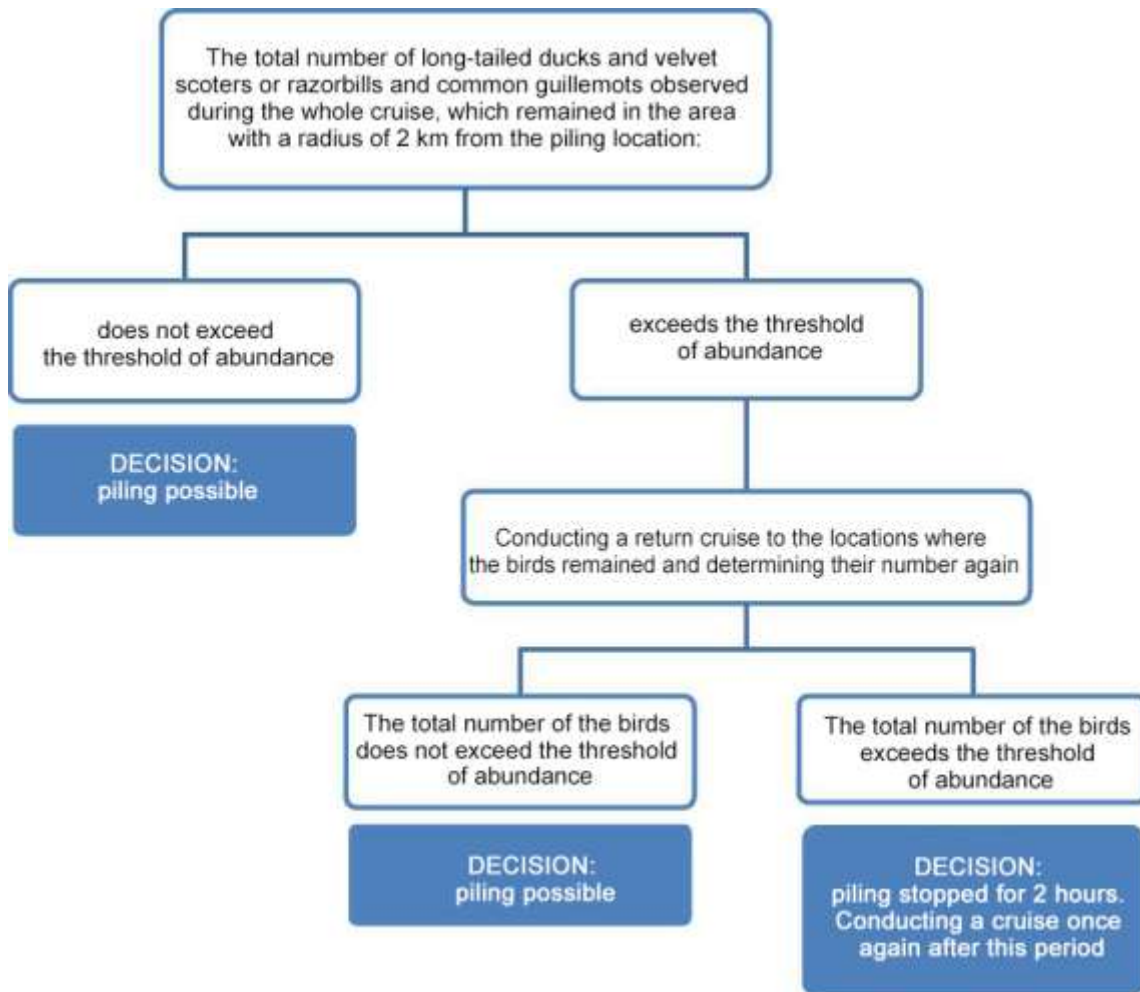 The total number of long-tailed ducks and velvet
scoters or razorbills and common guillemots observed
during the whole cruise, which remained in the area
with a radius of 2 km from the piling location:
does not exceed
the threshold of abundance
exceeds the threshold
of abundance
DECISION:
piling possible
Conducting a return cruise to the locations where
the birds remained and determining their number again
The total number of the birds
does not exceed the threshold
of abundance
The total number of the birds
exceeds the threshold
of abundance
DECISION:
piling possible
DECISION:
piling stopped for 2 hours.
Conducting a cruise once
again after this period